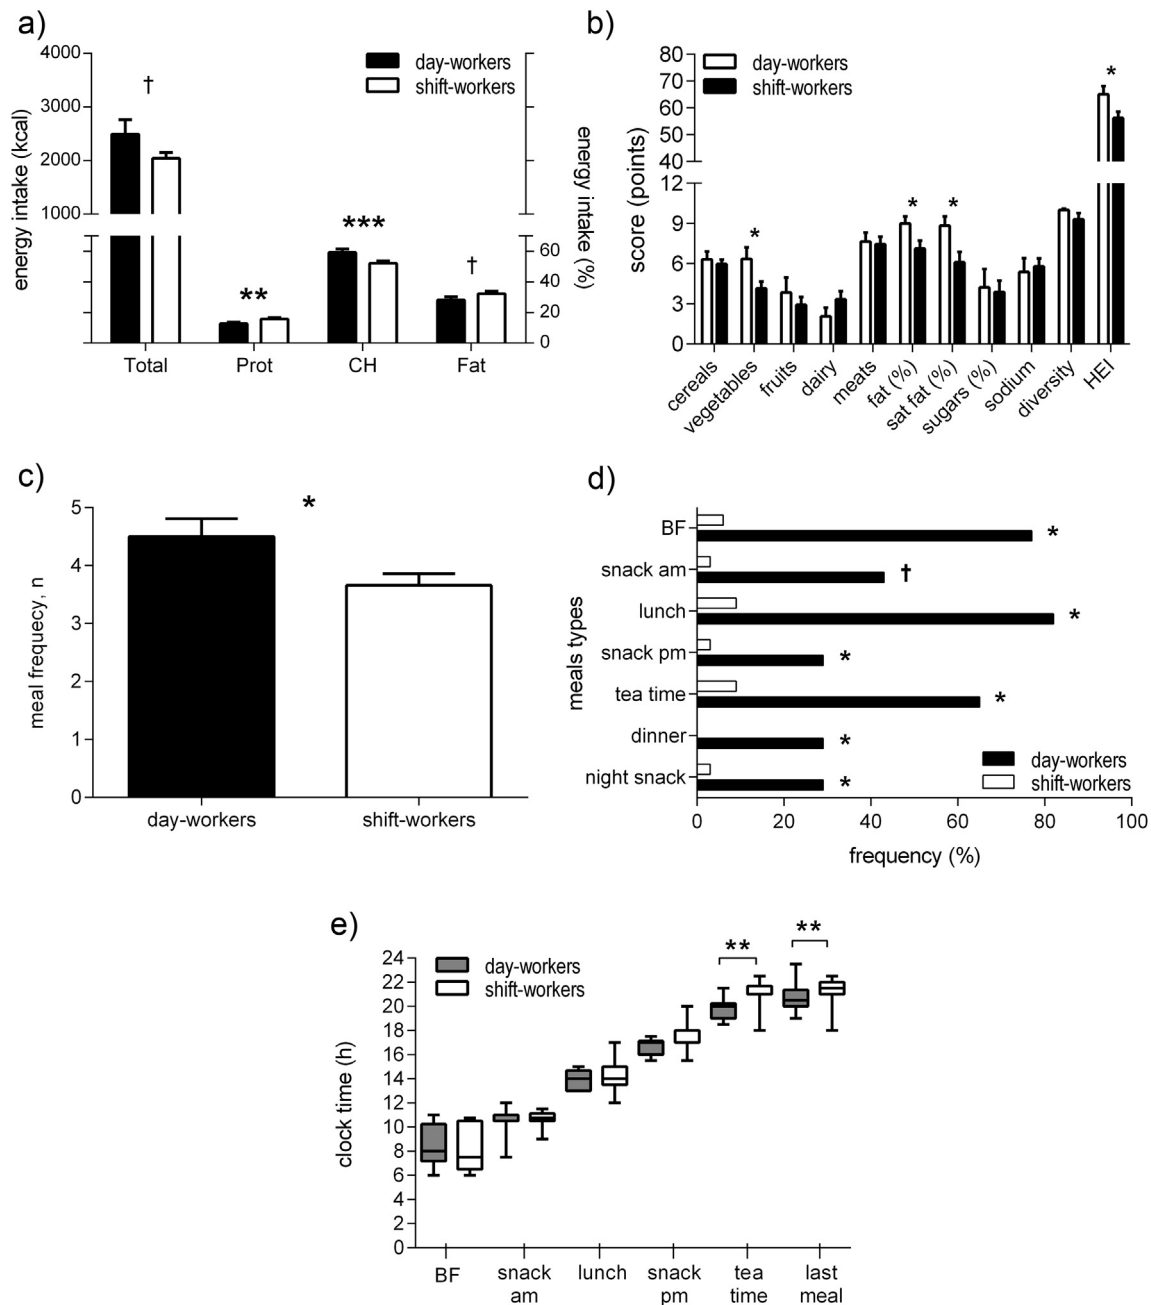 a)
4000
3000
2000
1000
energy intake (kcal)
†
**
***
†
day-workers
shift-workers
60
40
20
0
energy intake (%)
Total Prot CH Fat
b)
80
70
60
50
40
12
9
6
3
0
score (points)
day-workers
shift-workers
*
*
*
*
cereals
vegetables
fruits
dairy
meats
fat (%)
sat fat (%)
sugars (%)
sodium
diversity
HEI
c)
5
4
3
2
1
0
meal frequecy, n
*
day-workers shift-workers
d)
meals types
BF *
snack am †
lunch *
snack pm *
tea time *
dinner *
night snack *
day-workers
shift-workers
0 20 40 60 80 100
frequency (%)
e)
24
22
20
18
16
14
12
10
8
6
4
2
0
clock time (h)
day-workers
shift-workers
**
**
BF
snack
am
lunch
snack
pm
tea
time
last
meal